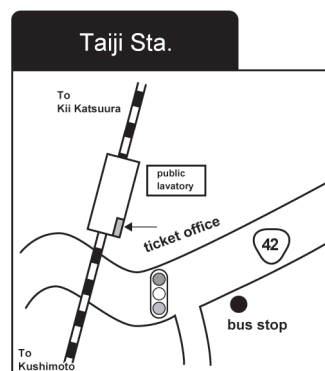 Taiji Sta.
To
Kii Katsuura
public
lavatory
ticket office
42
bus stop
To
Kushimoto